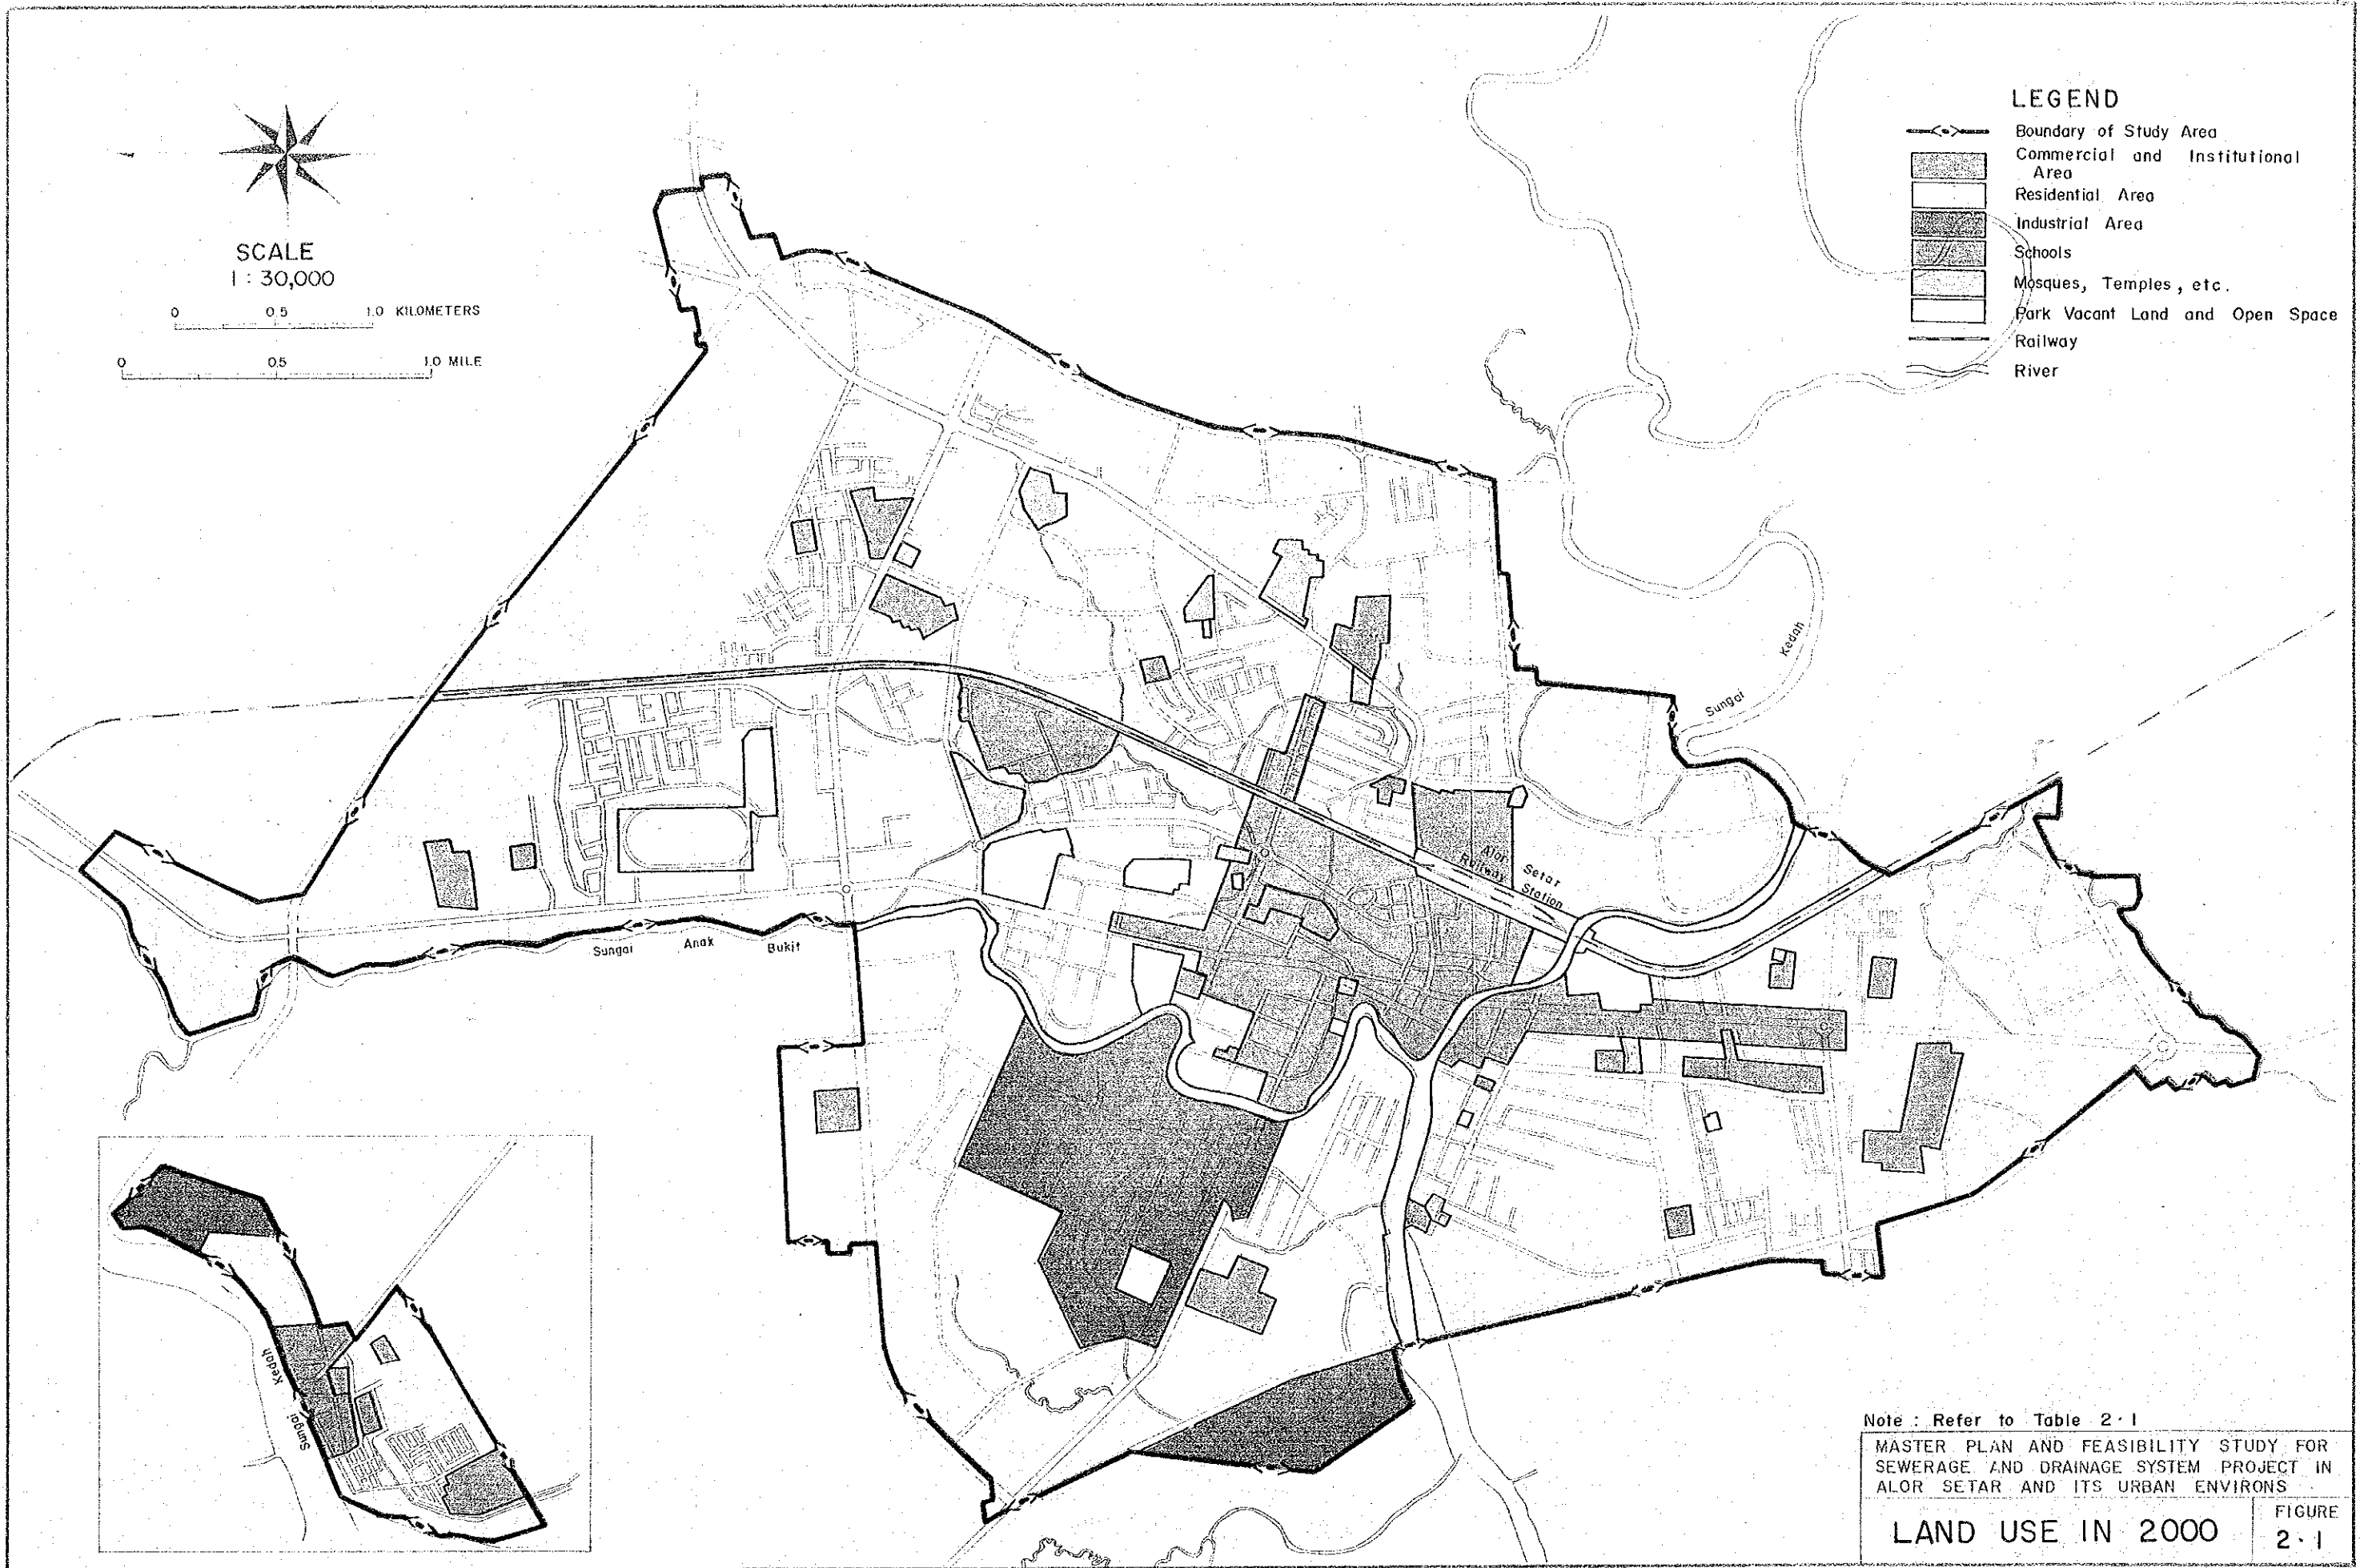 LEGEND
Boundary of Study Area
Commercial and Institutional
Area
Residential Area
Industrial Area
Schools
Mosques, Temples, etc.
Park Vacant Land and Open Space
Railway
River
SCALE
1 : 30,000
0 0.5 1.0 KILOMETERS
0 0.5 1.0 MILE
Kedah
Sungai
Alor Setar
Railway Station
Sungai Anak Bukit
Kedah
Sungai
Note : Refer to Table 2·1
MASTER PLAN AND FEASIBILITY STUDY FOR
SEWERAGE AND DRAINAGE SYSTEM PROJECT IN
ALOR SETAR AND ITS URBAN ENVIRONS
LAND USE IN 2000
FIGURE
2·1